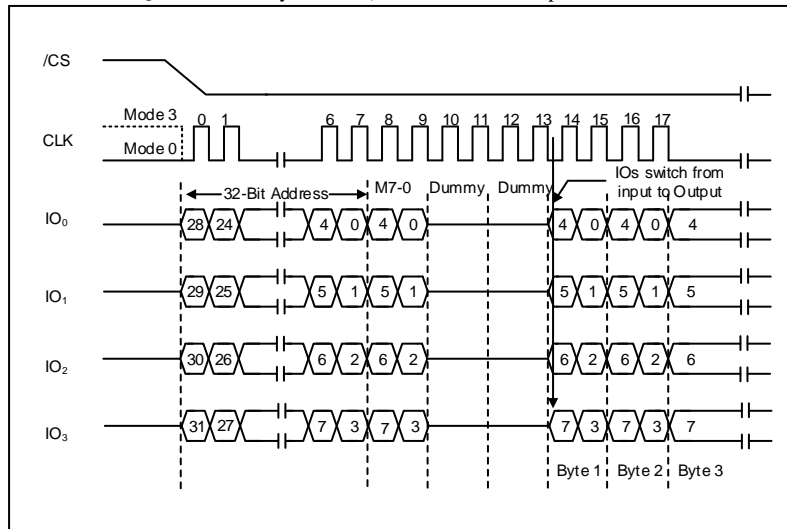 /CS
Mode 3
0 1 6 7 8 9 10 11 12 13 14 15 16 17
CLK
Mode 0
IOs switch from
input to Output
32-Bit Address M7-0 Dummy Dummy
IO₀ 28 24 4 0 4 0 4 0 4 0 4
IO₁ 29 25 5 1 5 1 5 1 5 1 5
IO₂ 30 26 6 2 6 2 6 2 6 2 6
IO₃ 31 27 7 3 7 3 7 3 7 3 7
Byte 1 Byte 2 Byte 3